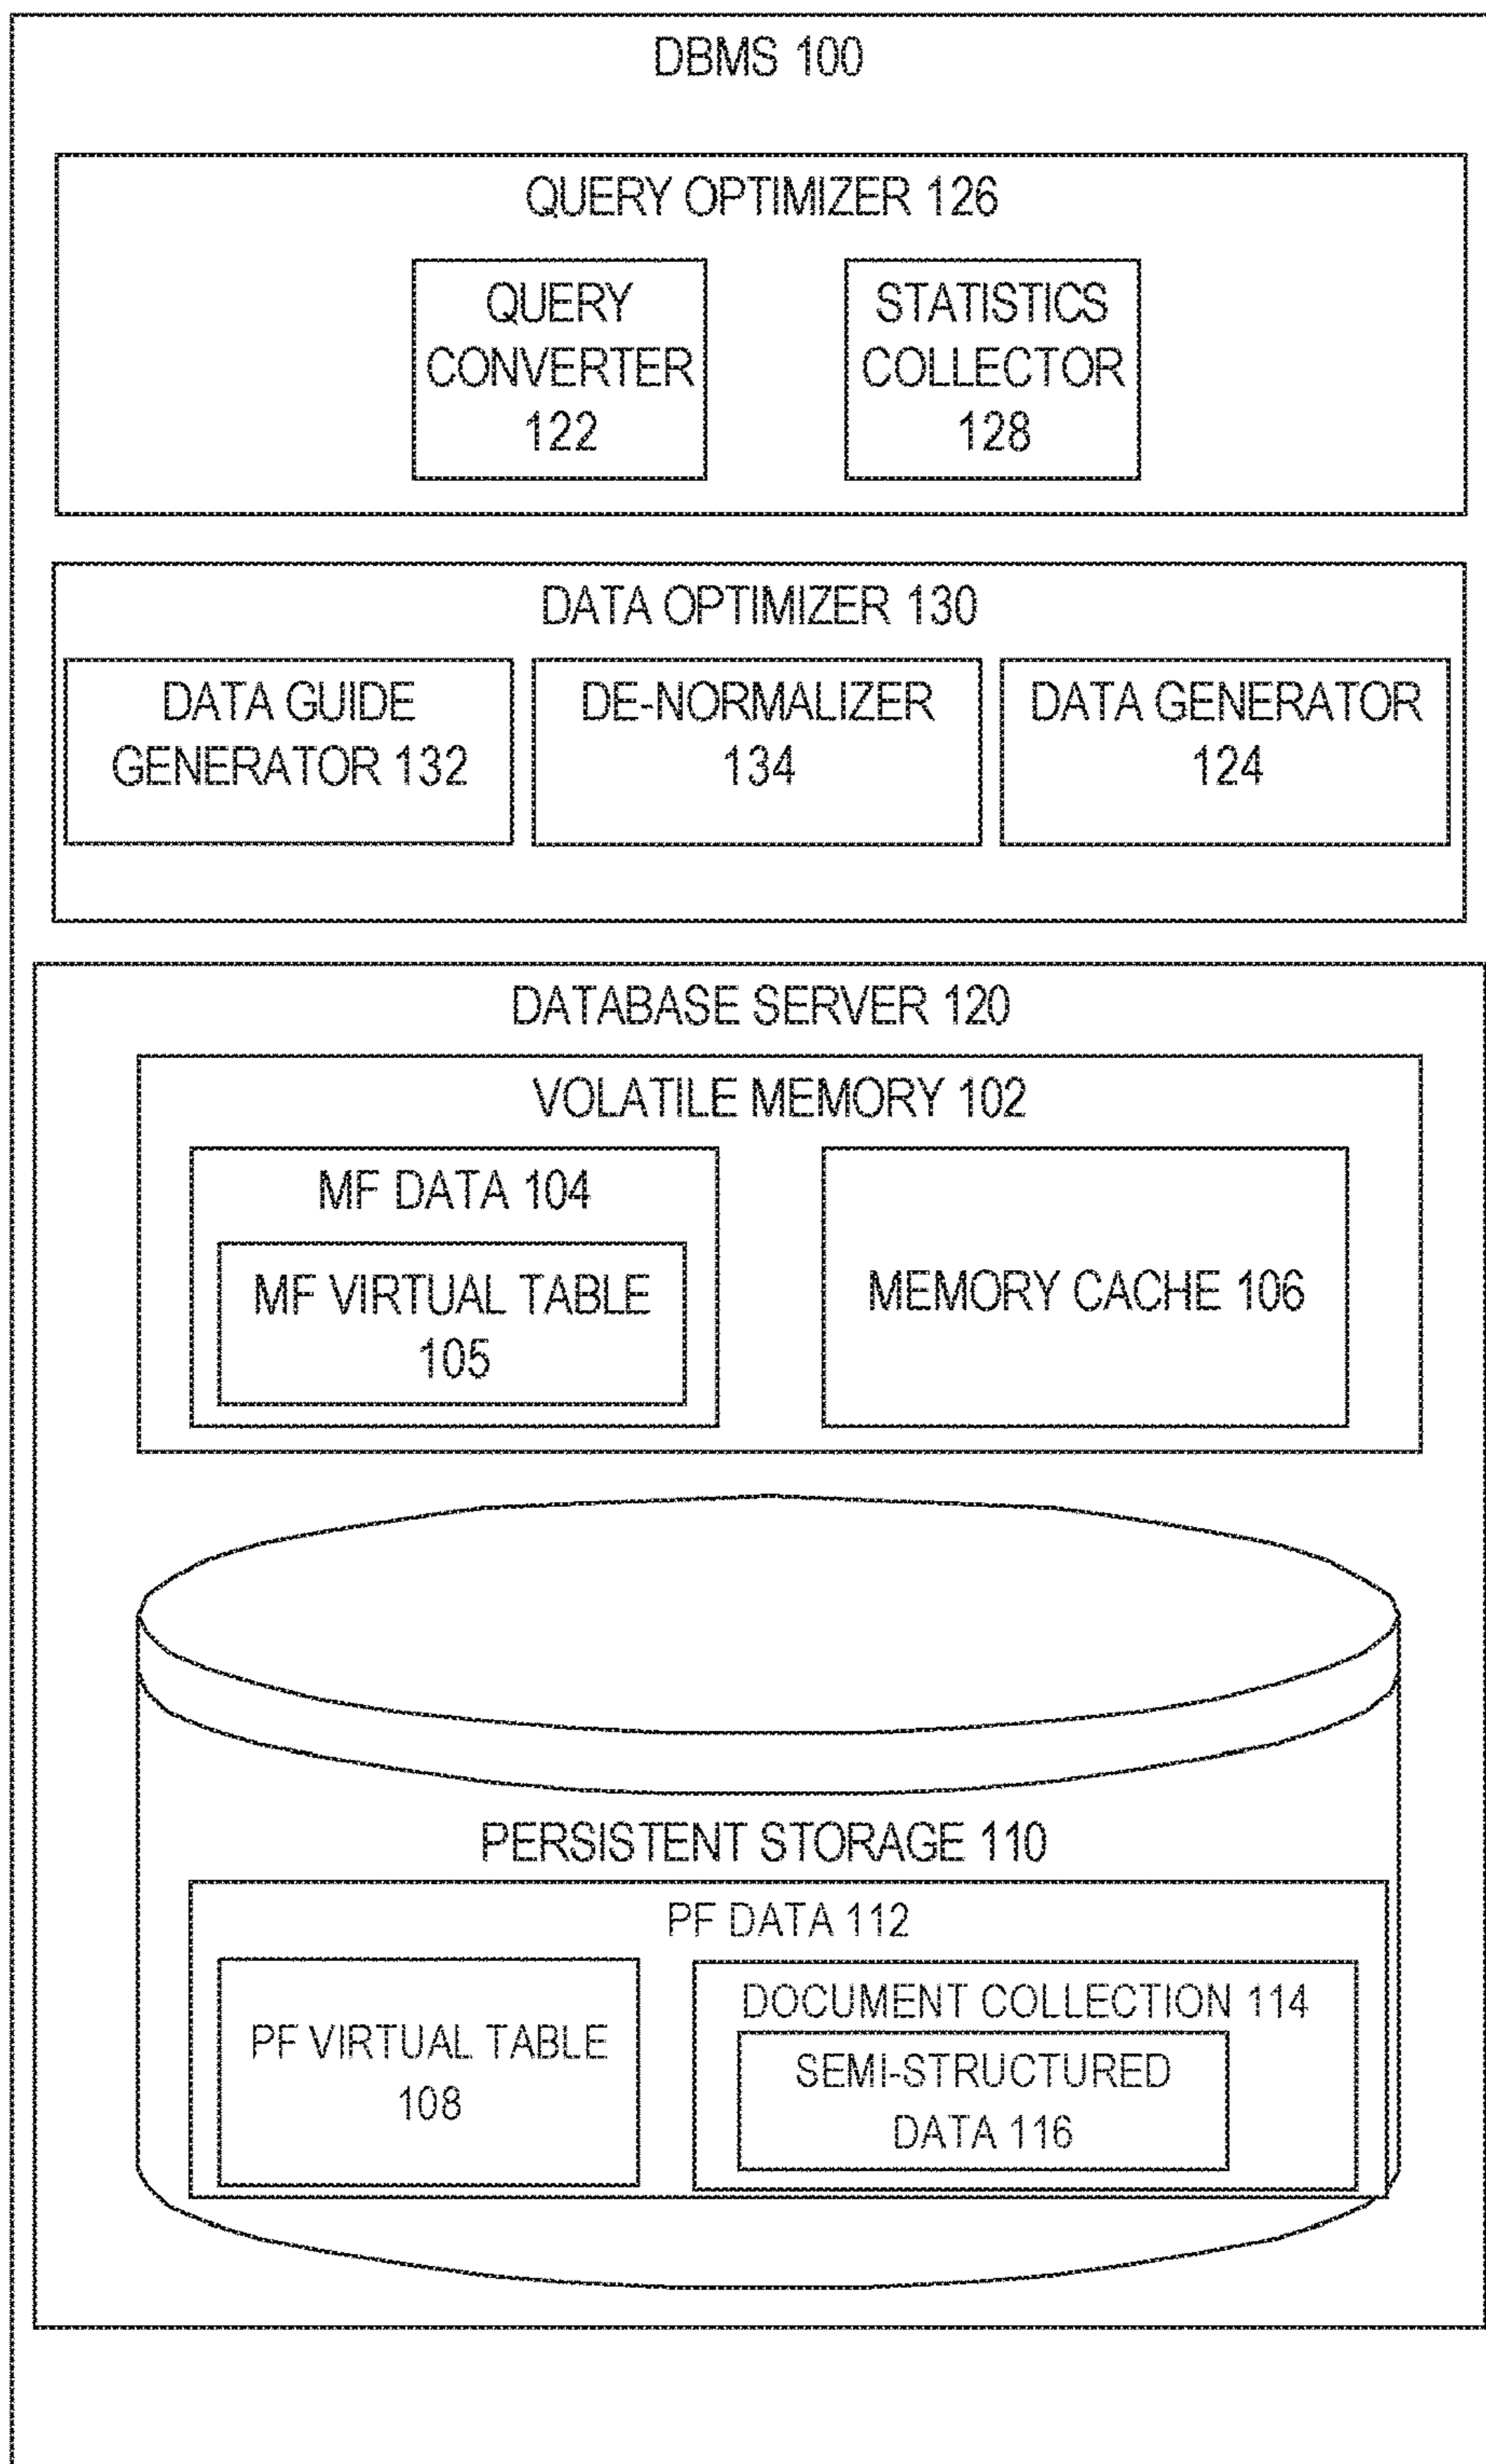 DBMS 100
QUERY OPTIMIZER 126
QUERY
CONVERTER
122
STATISTICS
COLLECTOR
128
DATA OPTIMIZER 130
DATA GUIDE
GENERATOR 132
DE-NORMALIZER
134
DATA GENERATOR
124
DATABASE SERVER 120
VOLATILE MEMORY 102
MF DATA 104
MF VIRTUAL TABLE
105
MEMORY CACHE 106
PERSISTENT STORAGE 110
PF DATA 112
PF VIRTUAL TABLE
108
DOCUMENT COLLECTION 114
SEMI-STRUCTURED
DATA 116